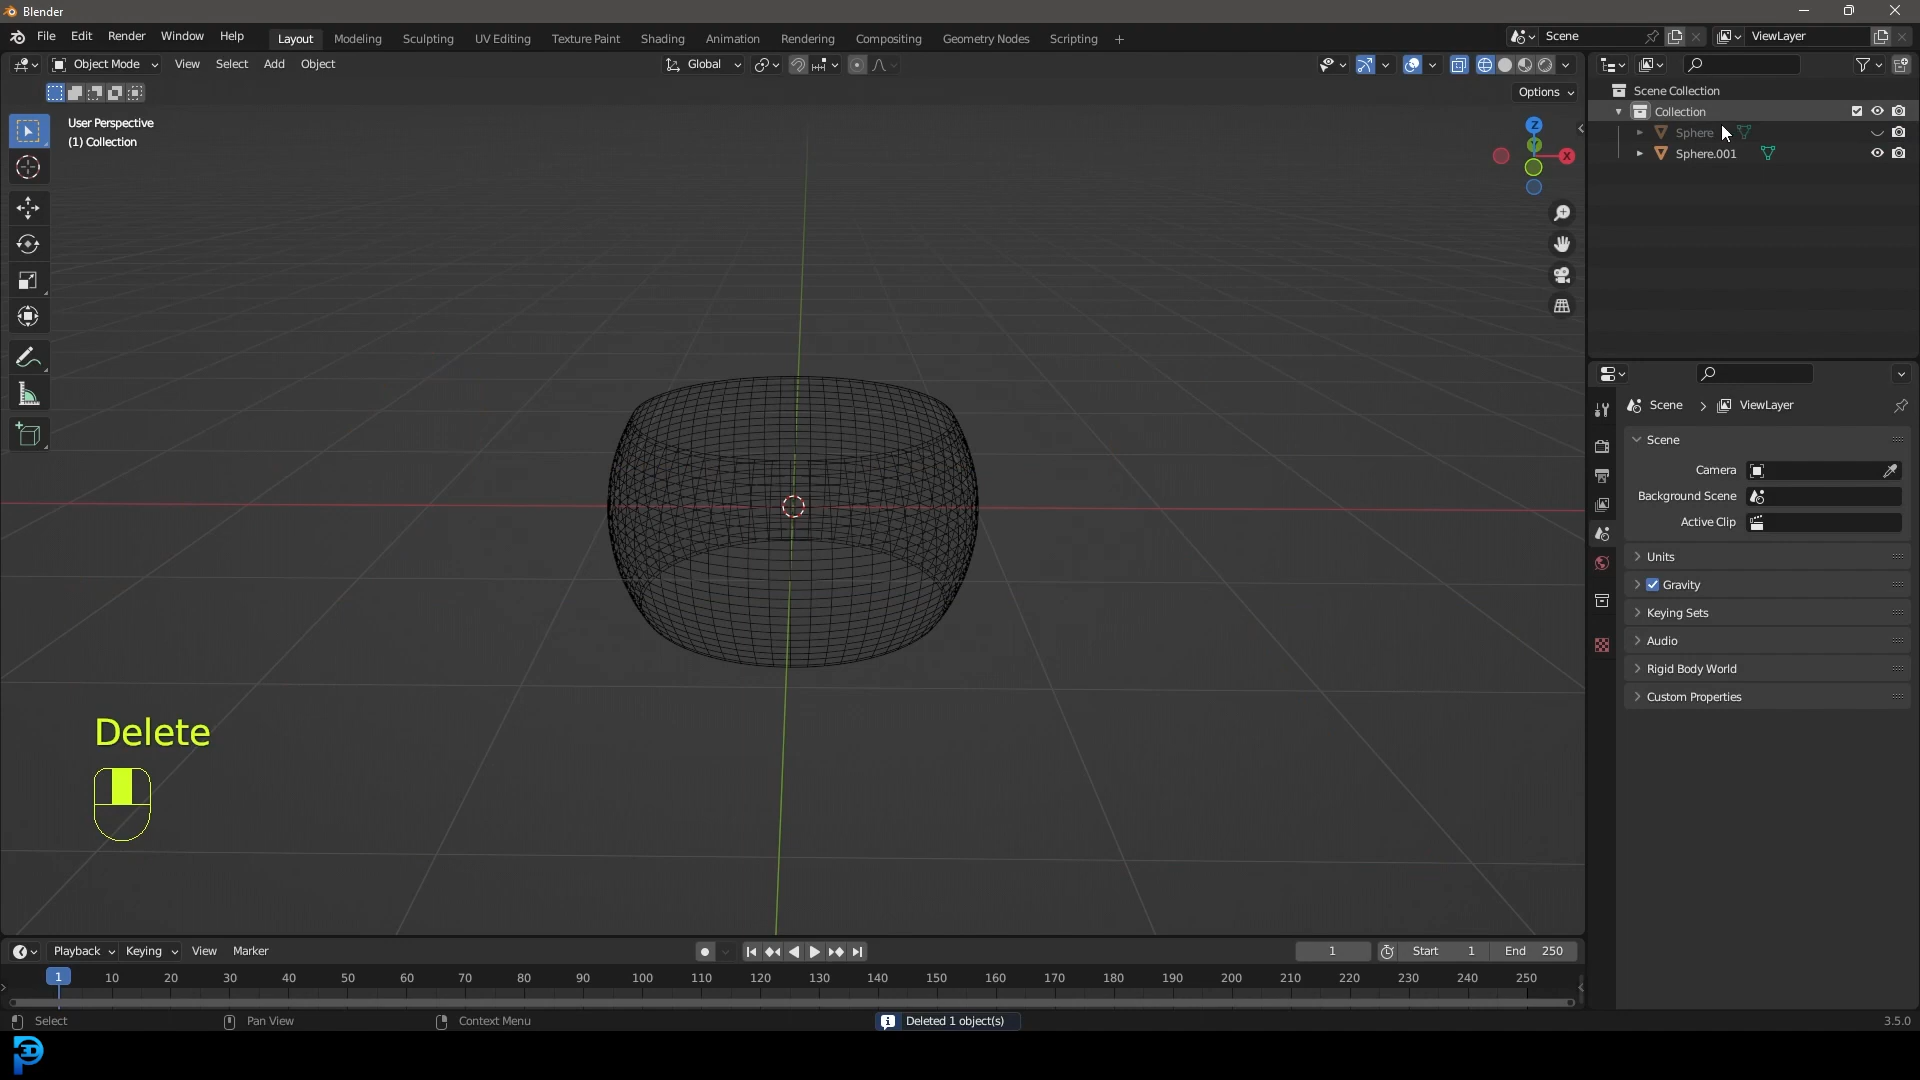 Blender
File Edit Render Window Help Layout Modeling Sculpting UV Editing Texture Paint Shading Animation Rendering Compositing Geometry Nodes Scripting + Scene ViewLayer
Object Mode View Select Add Object Global
Options
User Perspective
(1) Collection
Z
Y
X
Scene Collection
Collection
Sphere
Sphere.001
Scene > ViewLayer
Scene
Camera
Background Scene
Active Clip
Units
Gravity
Keying Sets
Audio
Rigid Body World
Custom Properties
Delete
Playback Keying View Marker 1 Start 1 End 250
1 10 20 30 40 50 60 70 80 90 100 110 120 130 140 150 160 170 180 190 200 210 220 230 240 250
Select Pan View Context Menu Deleted 1 object(s) 3.5.0
3D